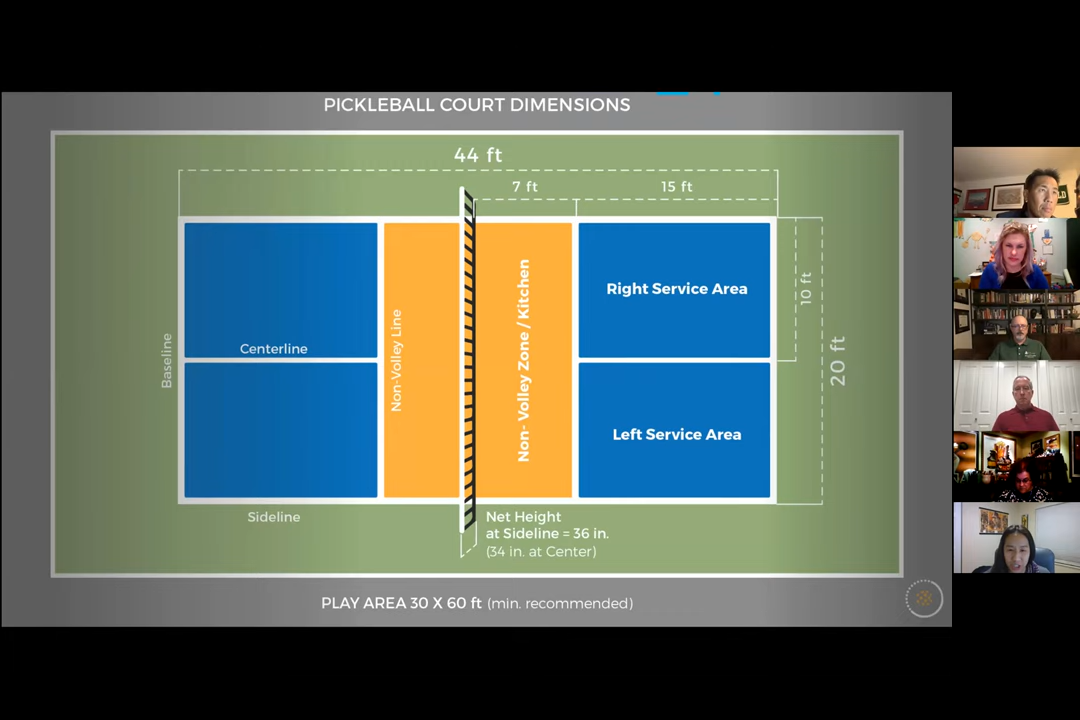 PICKLEBALL COURT DIMENSIONS
44 ft
7 ft
15 ft
Baseline
Centerline
Non-Volley Line
Non- Volley Zone / Kitchen
Right Service Area
Left Service Area
10 ft
20 ft
Sideline
Net Height
at Sideline = 36 in.
(34 in. at Center)
PLAY AREA 30 X 60 ft (min. recommended)